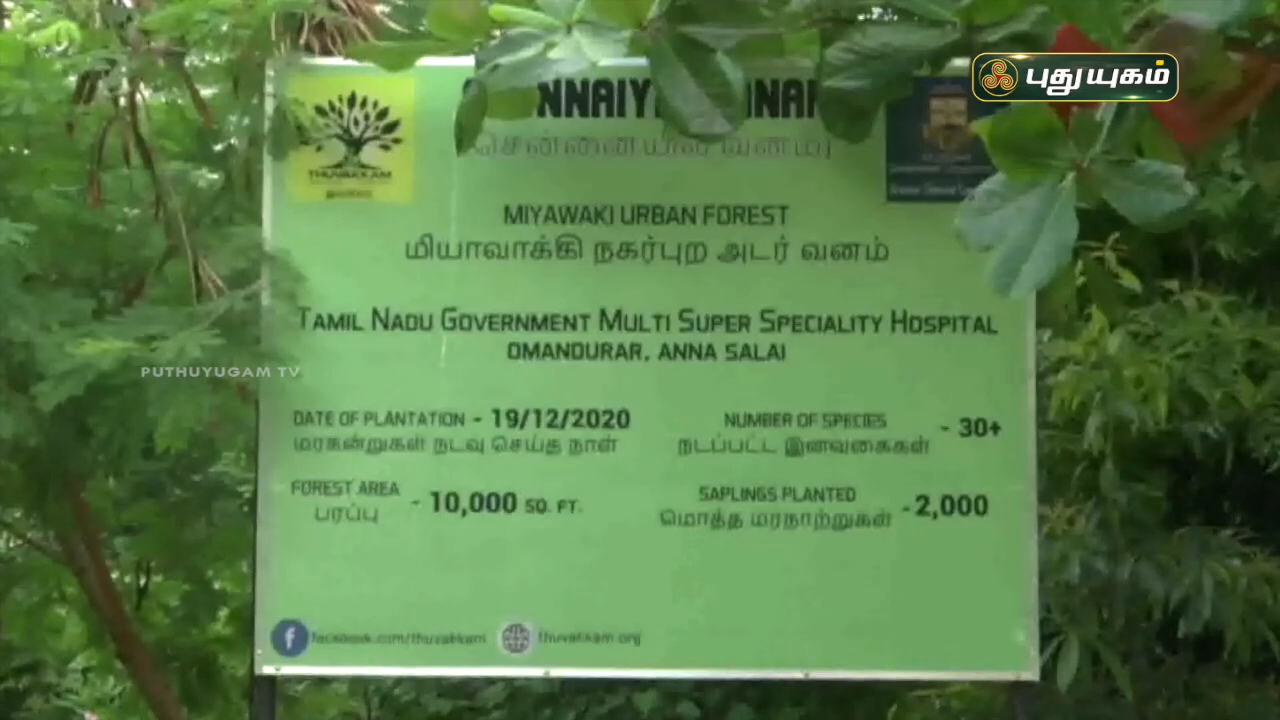 புதுயுகம்
THUVAKKAM
சென்னையில் வனம்
MIYAWAKI URBAN FOREST
மியாவாக்கி நகர்புற அடர் வனம்
TAMIL NADU GOVERNMENT MULTI SUPER SPECIALITY HOSPITAL
OMANDURAR, ANNA SALAI
PUTHUYUGAM TV
DATE OF PLANTATION - 19/12/2020
மரகன்றுகள் நடவு செய்த நாள்
NUMBER OF SPECIES - 30+
நடப்பட்ட இனவகைகள்
FOREST AREA - 10,000 SQ. FT.
பரப்பு
SAPLINGS PLANTED - 2,000
மொத்த மரநாற்றுகள்
facebook.com/thuvakkam
thuvakkam.org